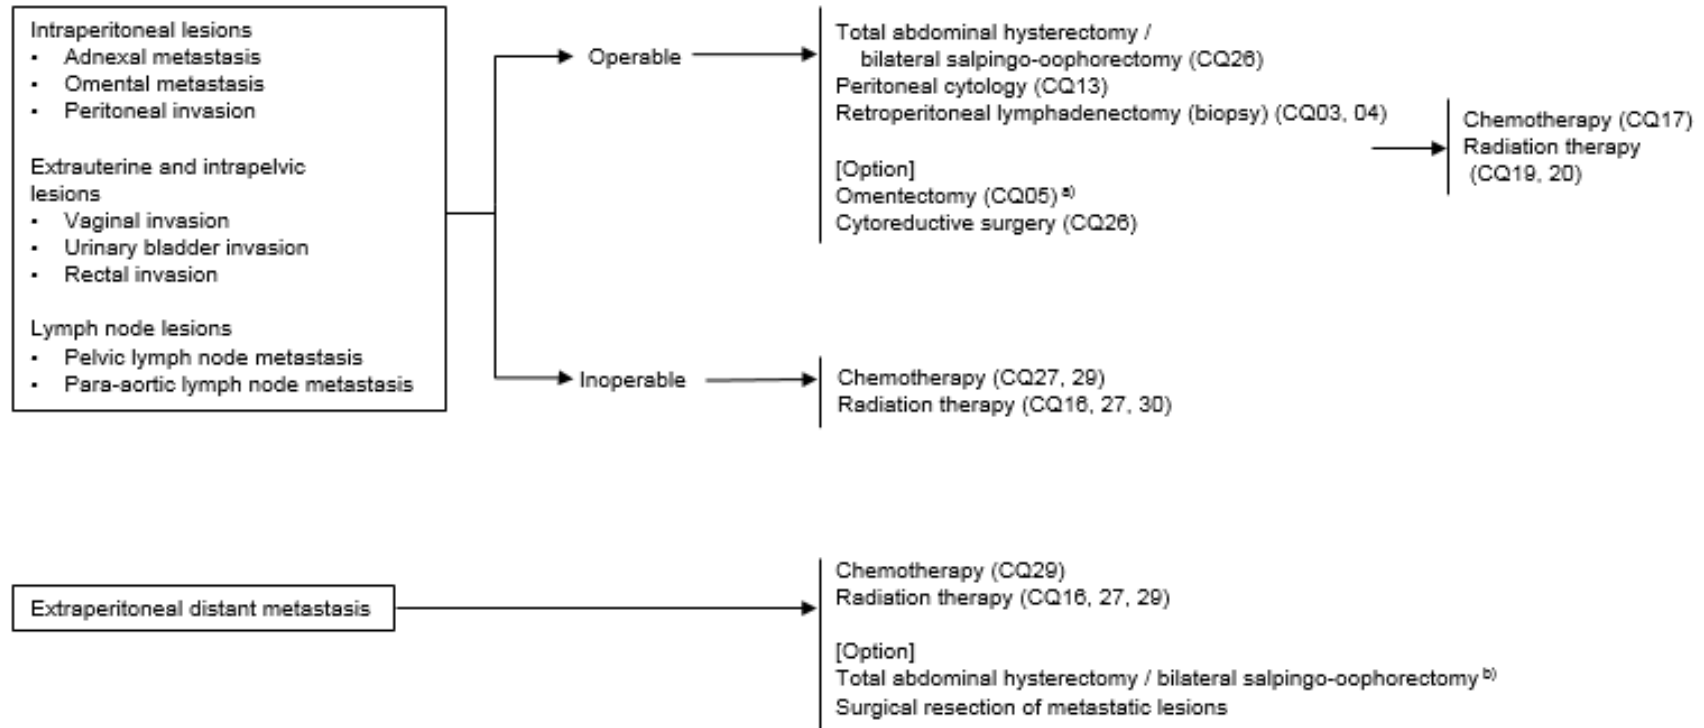 Intraperitoneal lesions
• Adnexal metastasis
• Omental metastasis
• Peritoneal invasion
Extrauterine and intrapelvic
lesions
• Vaginal invasion
• Urinary bladder invasion
• Rectal invasion
Lymph node lesions
• Pelvic lymph node metastasis
• Para-aortic lymph node metastasis
Operable
Total abdominal hysterectomy /
bilateral salpingo-oophorectomy (CQ26)
Peritoneal cytology (CQ13)
Retroperitoneal lymphadenectomy (biopsy) (CQ03, 04)
[Option]
Omentectomy (CQ05) a)
Cytoreductive surgery (CQ26)
Chemotherapy (CQ17)
Radiation therapy
(CQ19, 20)
Inoperable
Chemotherapy (CQ27, 29)
Radiation therapy (CQ16, 27, 30)
Extraperitoneal distant metastasis
Chemotherapy (CQ29)
Radiation therapy (CQ16, 27, 29)
[Option]
Total abdominal hysterectomy / bilateral salpingo-oophorectomy b)
Surgical resection of metastatic lesions